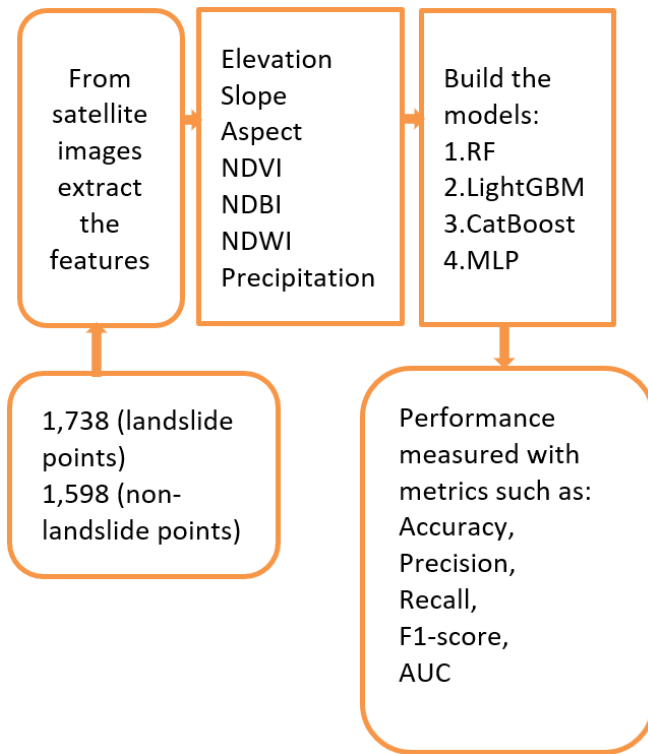 From
satellite
images
extract
the
features
Elevation
Slope
Aspect
NDVI
NDBI
NDWI
Precipitation
Build the
models:
1.RF
2.LightGBM
3.CatBoost
4.MLP
1,738 (landslide
points)
1,598 (non-
landslide points)
Performance
measured with
metrics such as:
Accuracy,
Precision,
Recall,
F1-score,
AUC